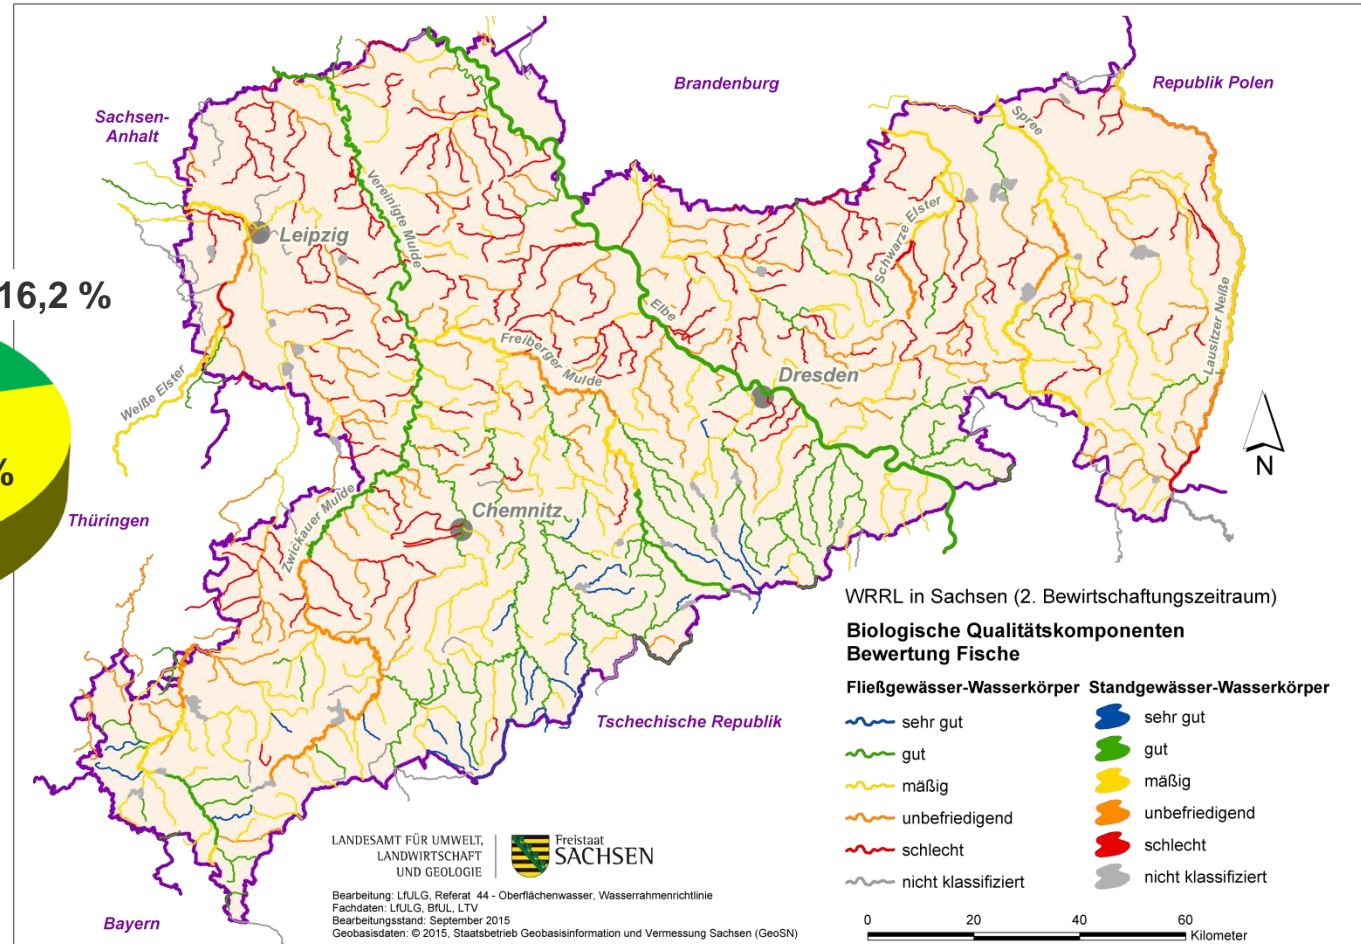 Brandenburg
Republik Polen
Sachsen-
Anhalt
Spree
Vereinigte Mulde
Schwarze Elster
Leipzig
16,2 %
Elbe
Lausitzer Neiße
Freiberger Mulde
Dresden
Weiße Elster
%
N
Zwickauer Mulde
Chemnitz
Thüringen
WRRL in Sachsen (2. Bewirtschaftungszeitraum)
Biologische Qualitätskomponenten
Bewertung Fische
Fließgewässer-Wasserkörper Standgewässer-Wasserkörper
sehr gut sehr gut
gut gut
mäßig mäßig
unbefriedigend unbefriedigend
schlecht schlecht
nicht klassifiziert nicht klassifiziert
Tschechische Republik
LANDESAMT FÜR UMWELT,
LANDWIRTSCHAFT
UND GEOLOGIE
Freistaat
SACHSEN
Bearbeitung: LfULG, Referat 44 - Oberflächenwasser, Wasserrahmenrichtlinie
Fachdaten: LfULG, BfUL, LTV
Bearbeitungsstand: September 2015
Geobasisdaten: © 2015, Staatsbetrieb Geobasisinformation und Vermessung Sachsen (GeoSN)
Bayern
0 20 40 60
Kilometer